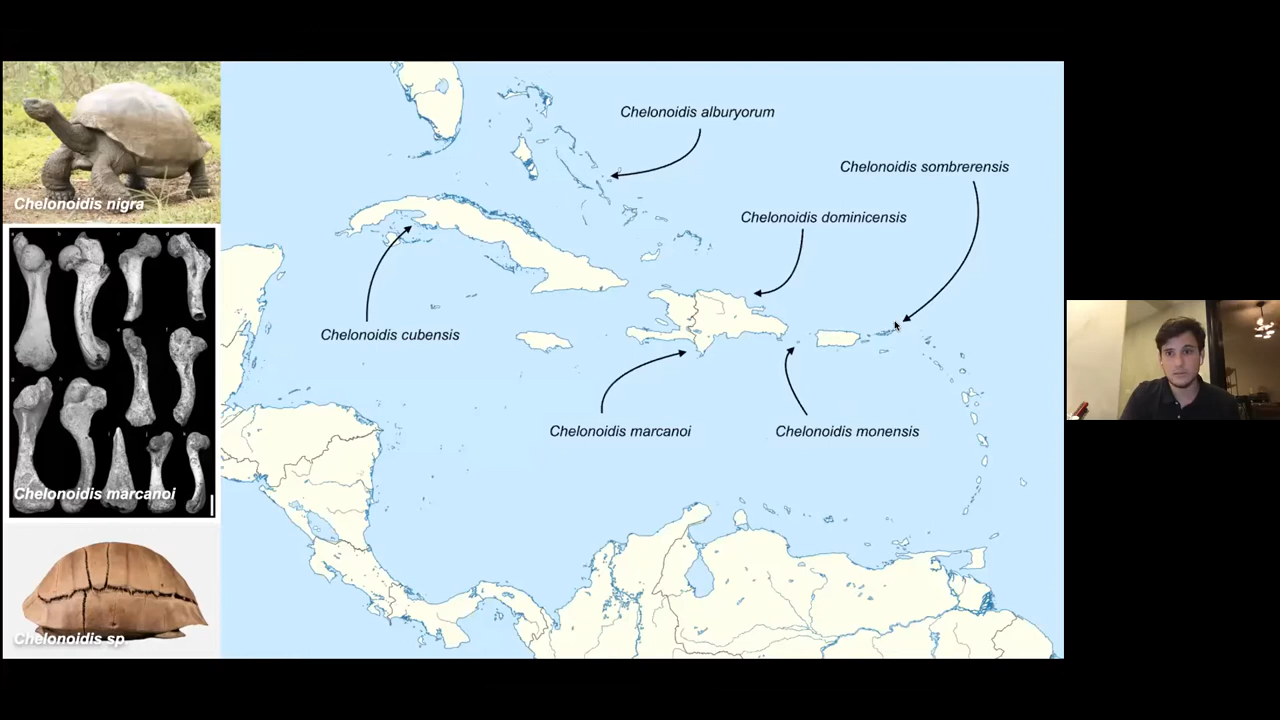 Chelonoidis nigra
Chelonoidis marcanoi
Chelonoidis sp
Chelonoidis alburyorum
Chelonoidis sombrerensis
Chelonoidis dominicensis
Chelonoidis cubensis
Chelonoidis marcanoi
Chelonoidis monensis